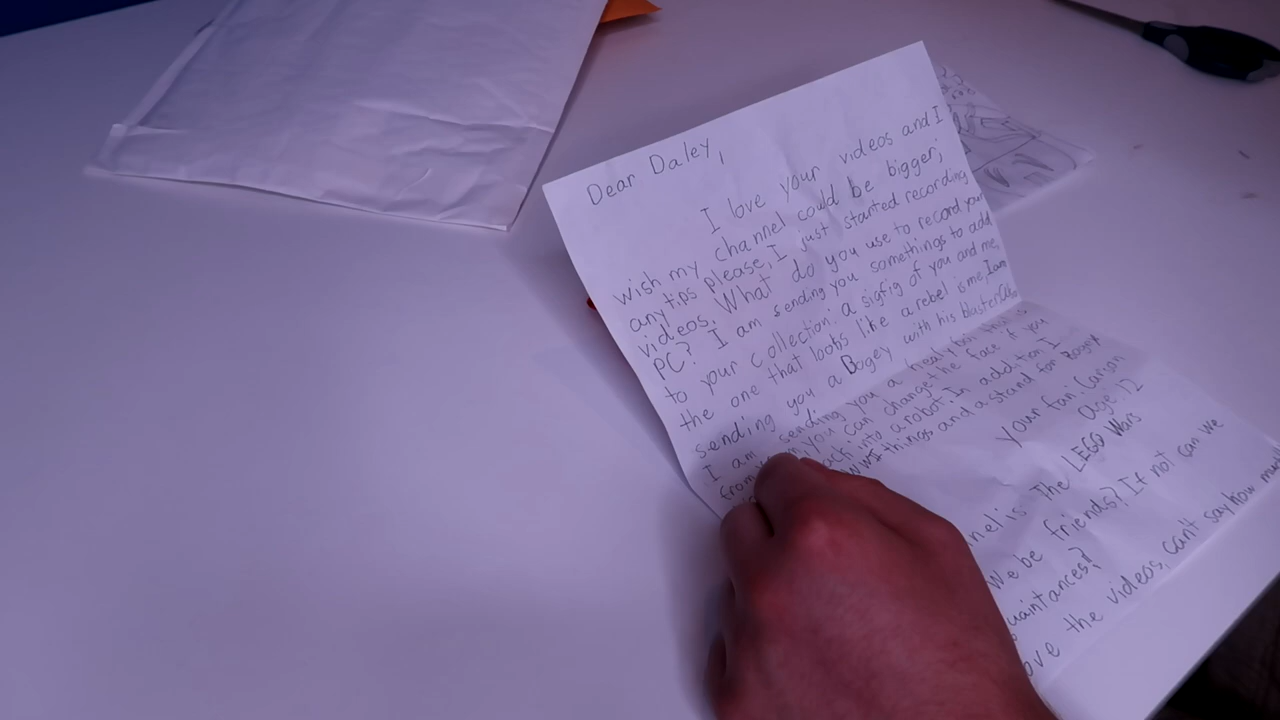 Dear Daley,
I love your videos and I
wish my channel could be bigger;
any tips please, I just started recording
videos. What do you use to record your
PC? I am sending you somethings to add
to your collection: a sigfig of you and me,
the one that loobs like a rebel is me, I am
sending you a Bogey with his blaster
I am sending you a
from you can change the face if you
into a robot. In addition I
things and a stand for Bogey
your fan: Carson
age: 12
is: The LEGO Wars
We be friends? If not can we
ove the videos, can't say how much